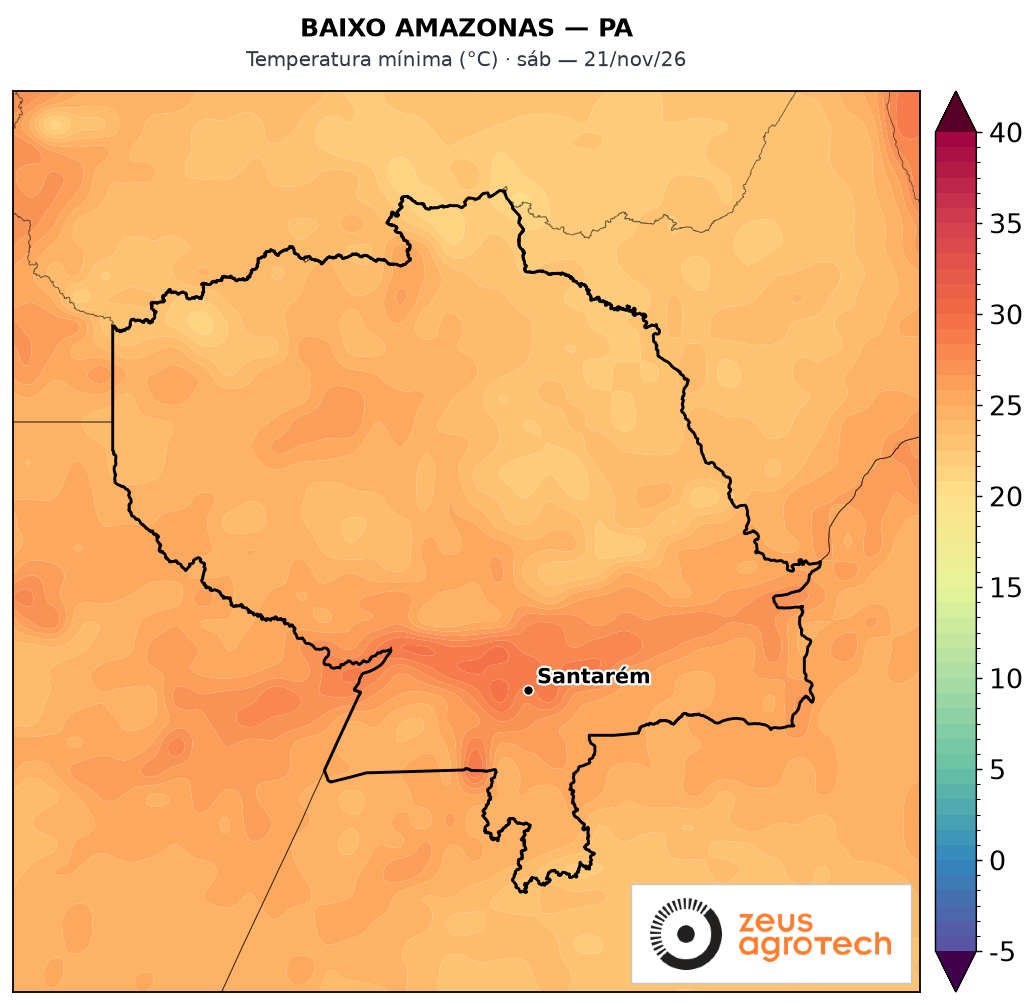 BAIXO AMAZONAS — PA
Temperatura mínima (°C) · sáb — 21/nov/26
40
35
30
25
20
15
10
5
0
-5
Santarém
zeus
agrotech